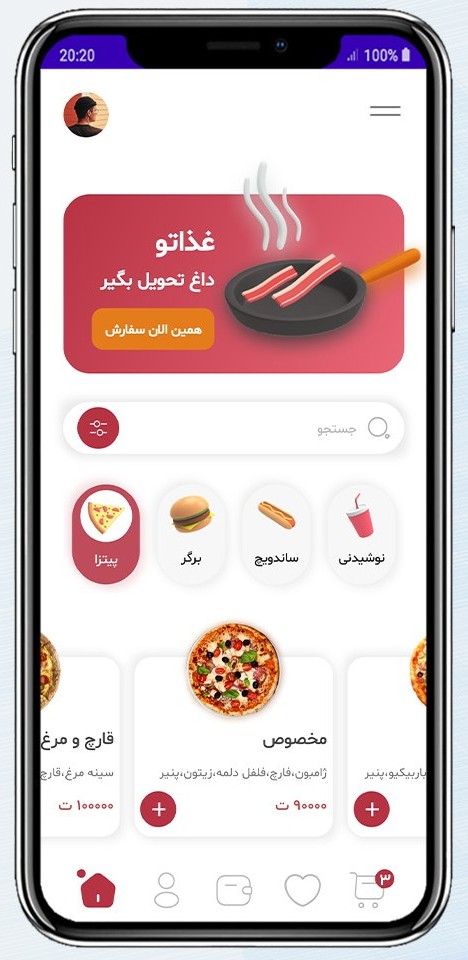 20:20
100%
غذاتو
داغ تحویل بگیر
همین الان سفارش
جستجو
نوشیدنی
ساندویچ
برگر
پیتزا
مخصوص
قارچ و مرغ
باربیکیو،پنیر
ژامبون،قارچ،فلفل دلمه،زیتون،پنیر
سینه مرغ،قارچ
۹۰۰۰۰ ت
۱۰۰۰۰۰ ت
۳